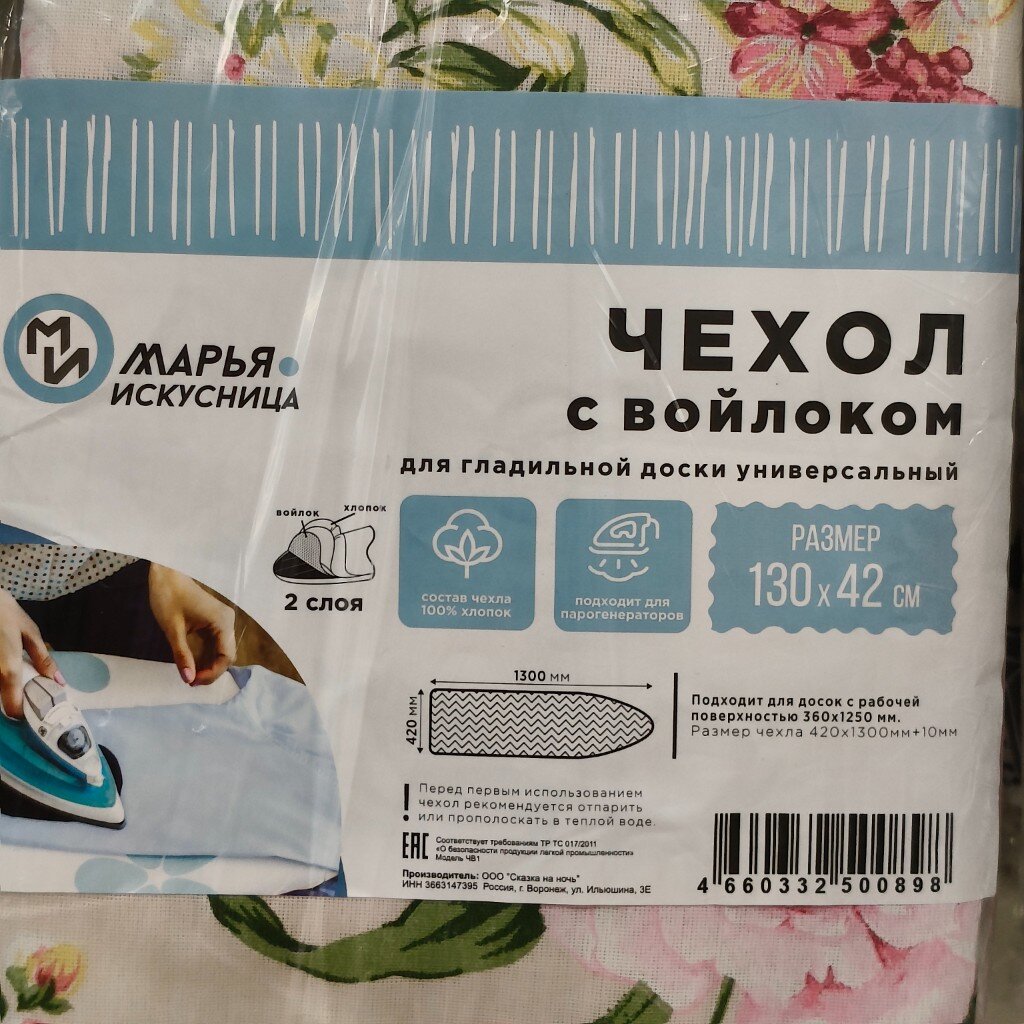 МИ
МАРЬЯ
ИСКУСНИЦА
ЧЕХОЛ
С ВОЙЛОКОМ
для гладильной доски универсальный
войлок
хлопок
2 слоя
состав чехла
100% хлопок
подходит для
парогенераторов
РАЗМЕР
130 х 42 СМ
1300 мм
420 мм
Подходит для досок с рабочей
поверхностью 360х1250 мм.
Размер чехла 420х1300мм+10мм
! Перед первым использованием
чехол рекомендуется отпарить
или прополоскать в теплой воде.
ЕАС
Соответствует требованиям ТР ТС 017/2011
«О безопасности продукции легкой промышленности»
Модель ЧВ1
Производитель: ООО "Сказка на ночь"
ИНН 3663147395 Россия, г. Воронеж, ул. Ильюшина, 3Е
4 660332 500898